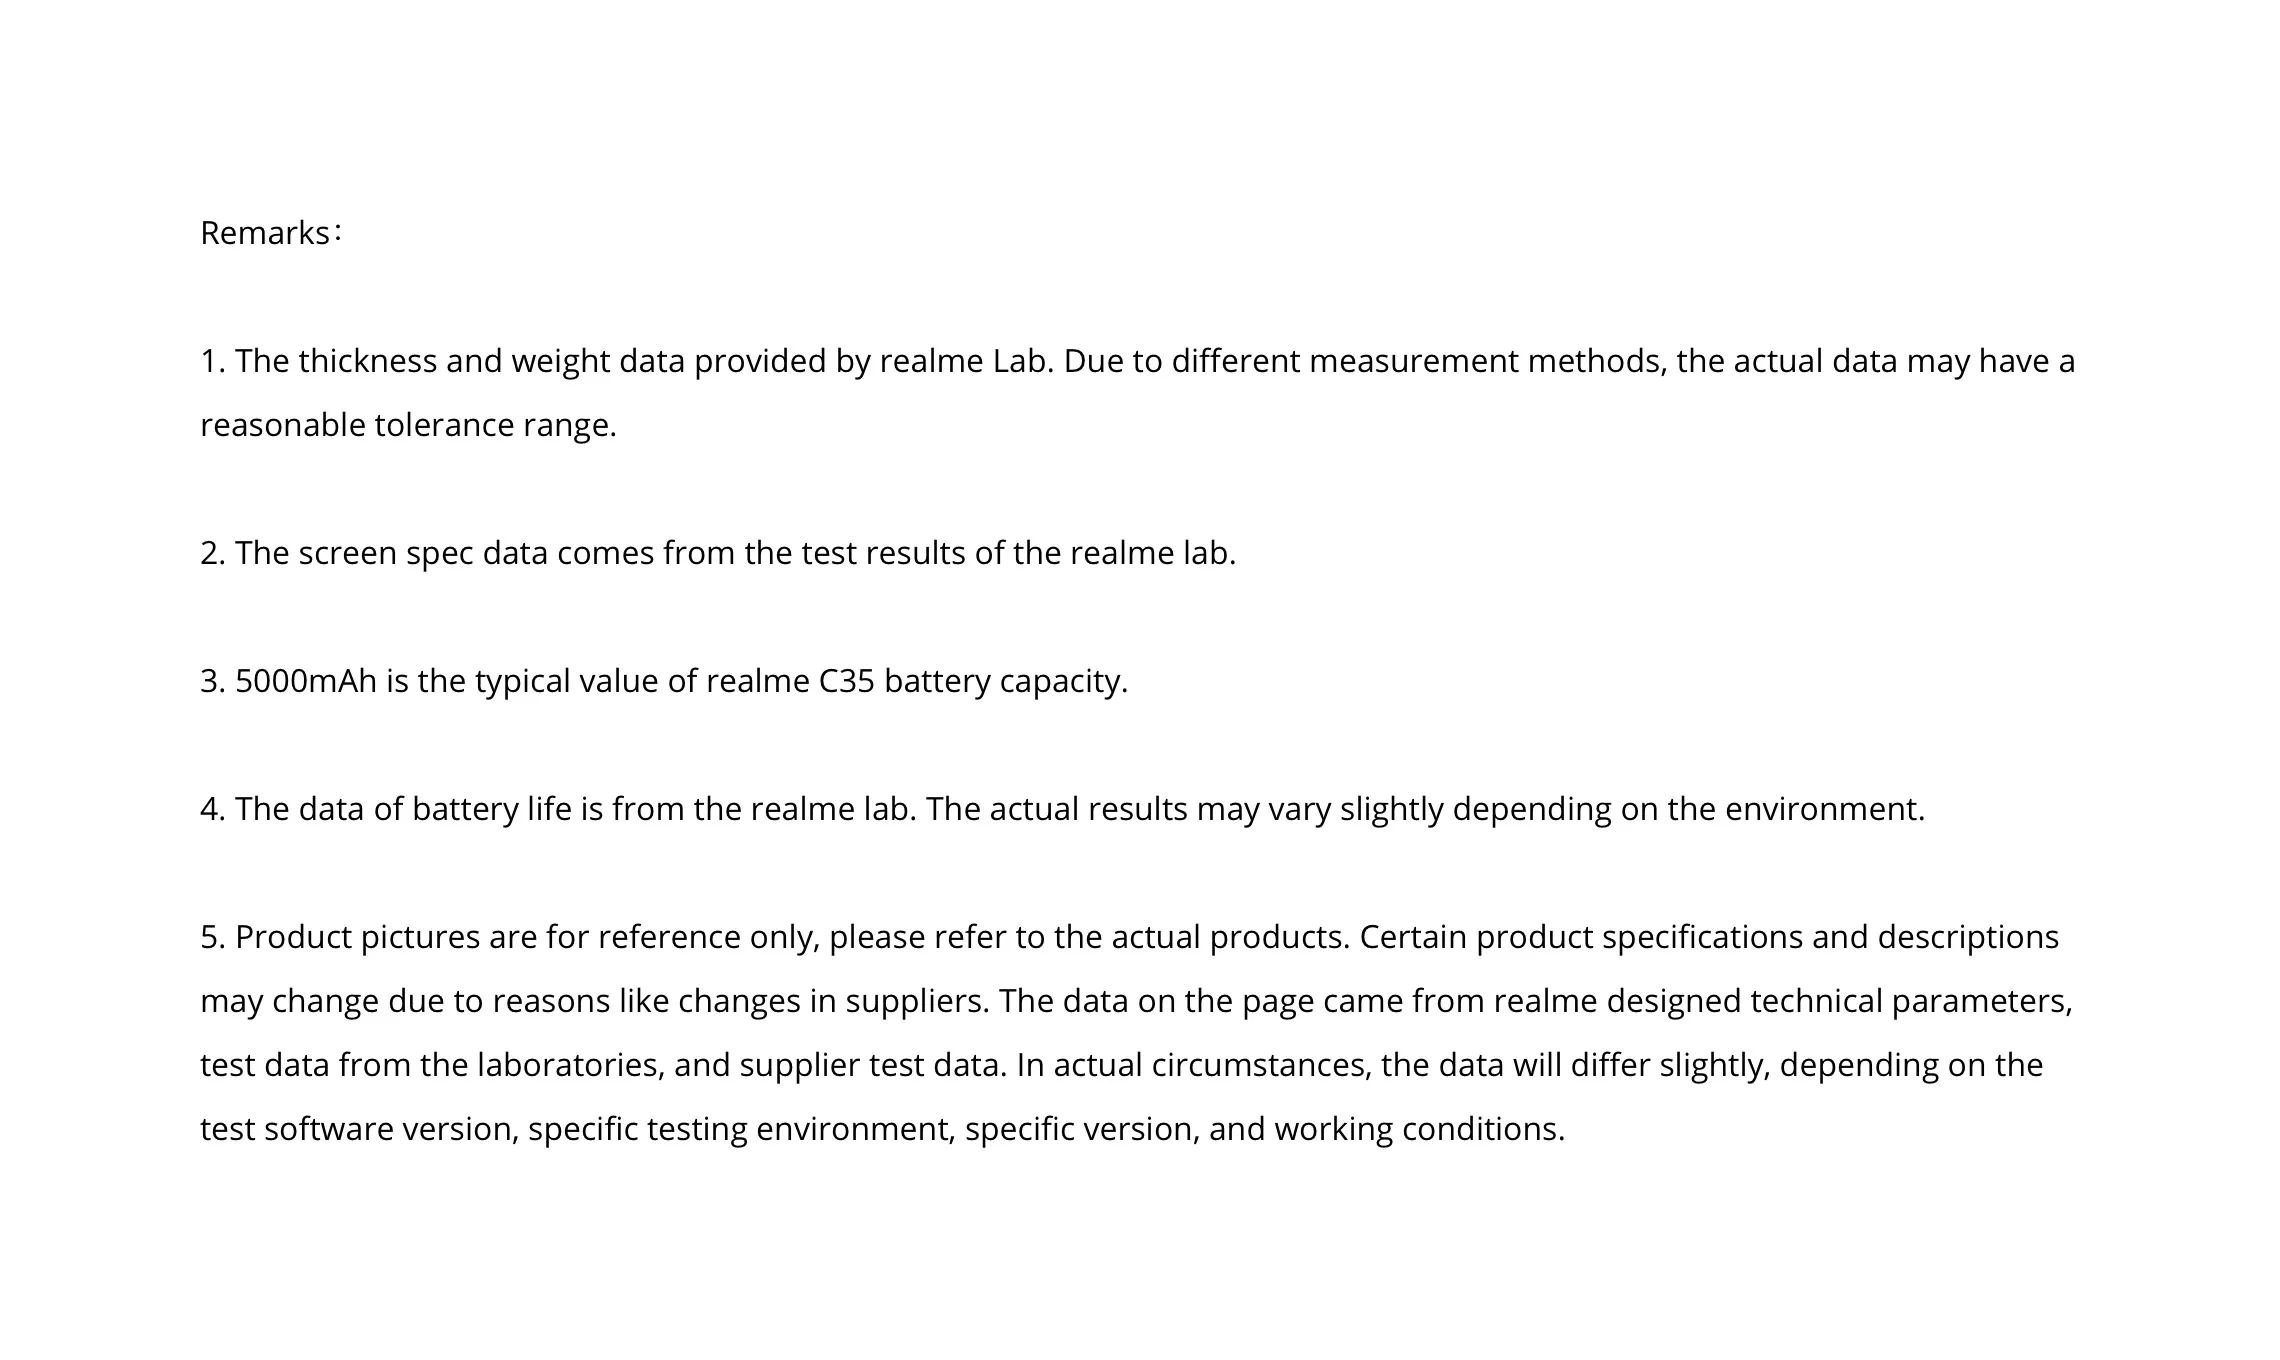 Remarks：
1. The thickness and weight data provided by realme Lab. Due to different measurement methods, the actual data may have a
reasonable tolerance range.
2. The screen spec data comes from the test results of the realme lab.
3. 5000mAh is the typical value of realme C35 battery capacity.
4. The data of battery life is from the realme lab. The actual results may vary slightly depending on the environment.
5. Product pictures are for reference only, please refer to the actual products. Certain product specifications and descriptions
may change due to reasons like changes in suppliers. The data on the page came from realme designed technical parameters,
test data from the laboratories, and supplier test data. In actual circumstances, the data will differ slightly, depending on the
test software version, specific testing environment, specific version, and working conditions.